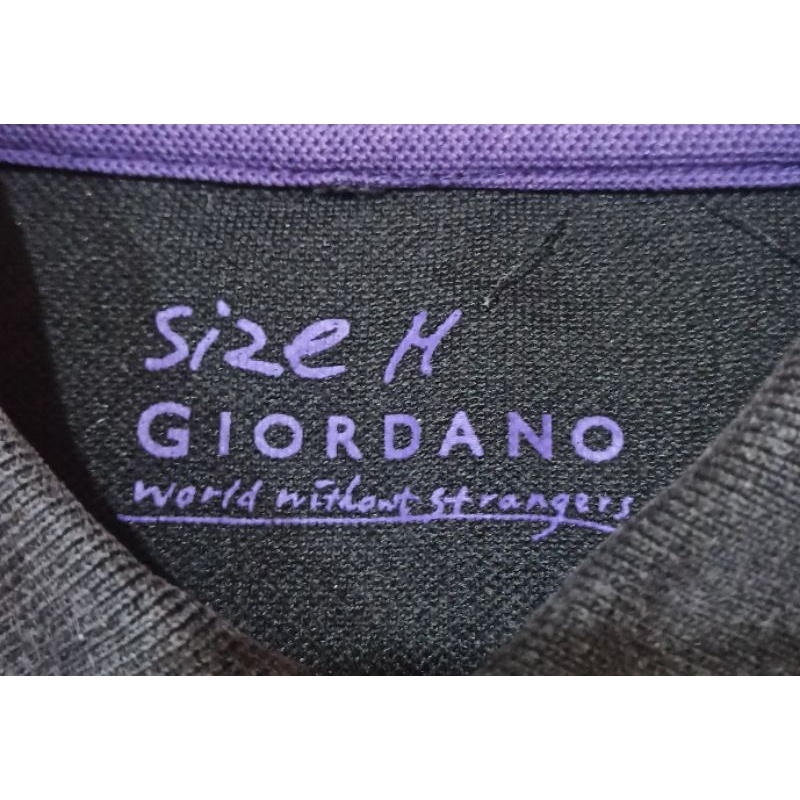 Size M
GIORDANO
World without strangers